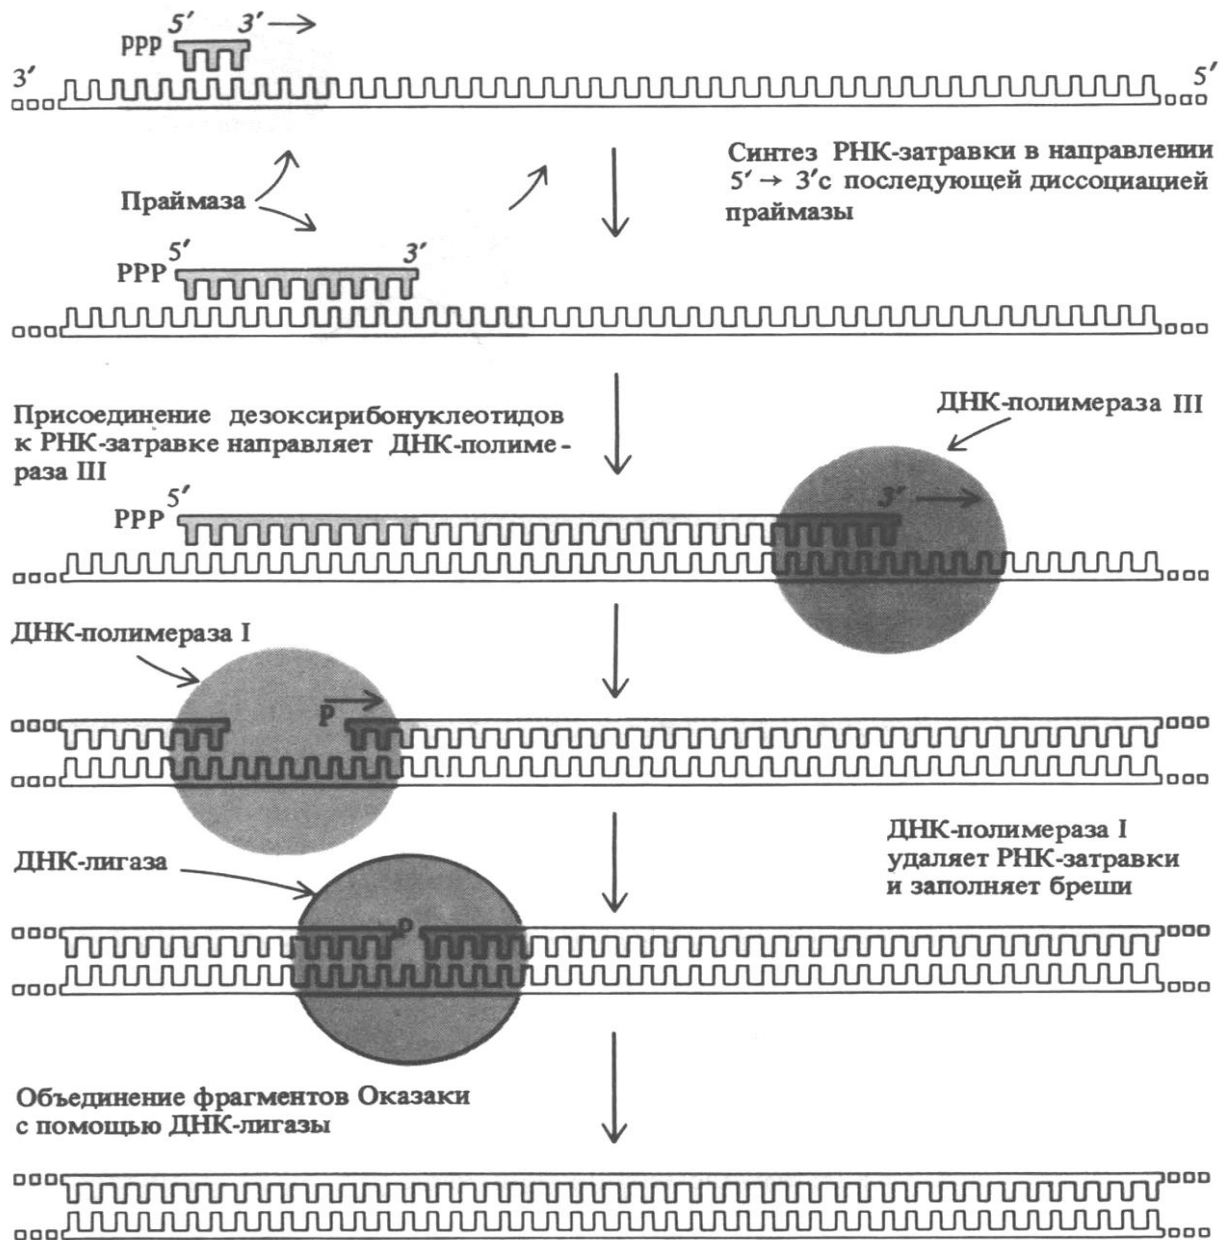 5′ 3′
PPP
3′ 5′
Праймаза
Синтез РНК-затравки в направлении
5′ → 3′с последующей диссоциацией
праймазы
5′ 3′
PPP
Присоединение дезоксирибонуклеотидов
к РНК-затравке направляет ДНК-полиме-
раза III
ДНК-полимераза III
5′ 3′
PPP
ДНК-полимераза I
P
ДНК-полимераза I
удаляет РНК-затравки
и заполняет бреши
ДНК-лигаза
P
Объединение фрагментов Оказаки
с помощью ДНК-лигазы